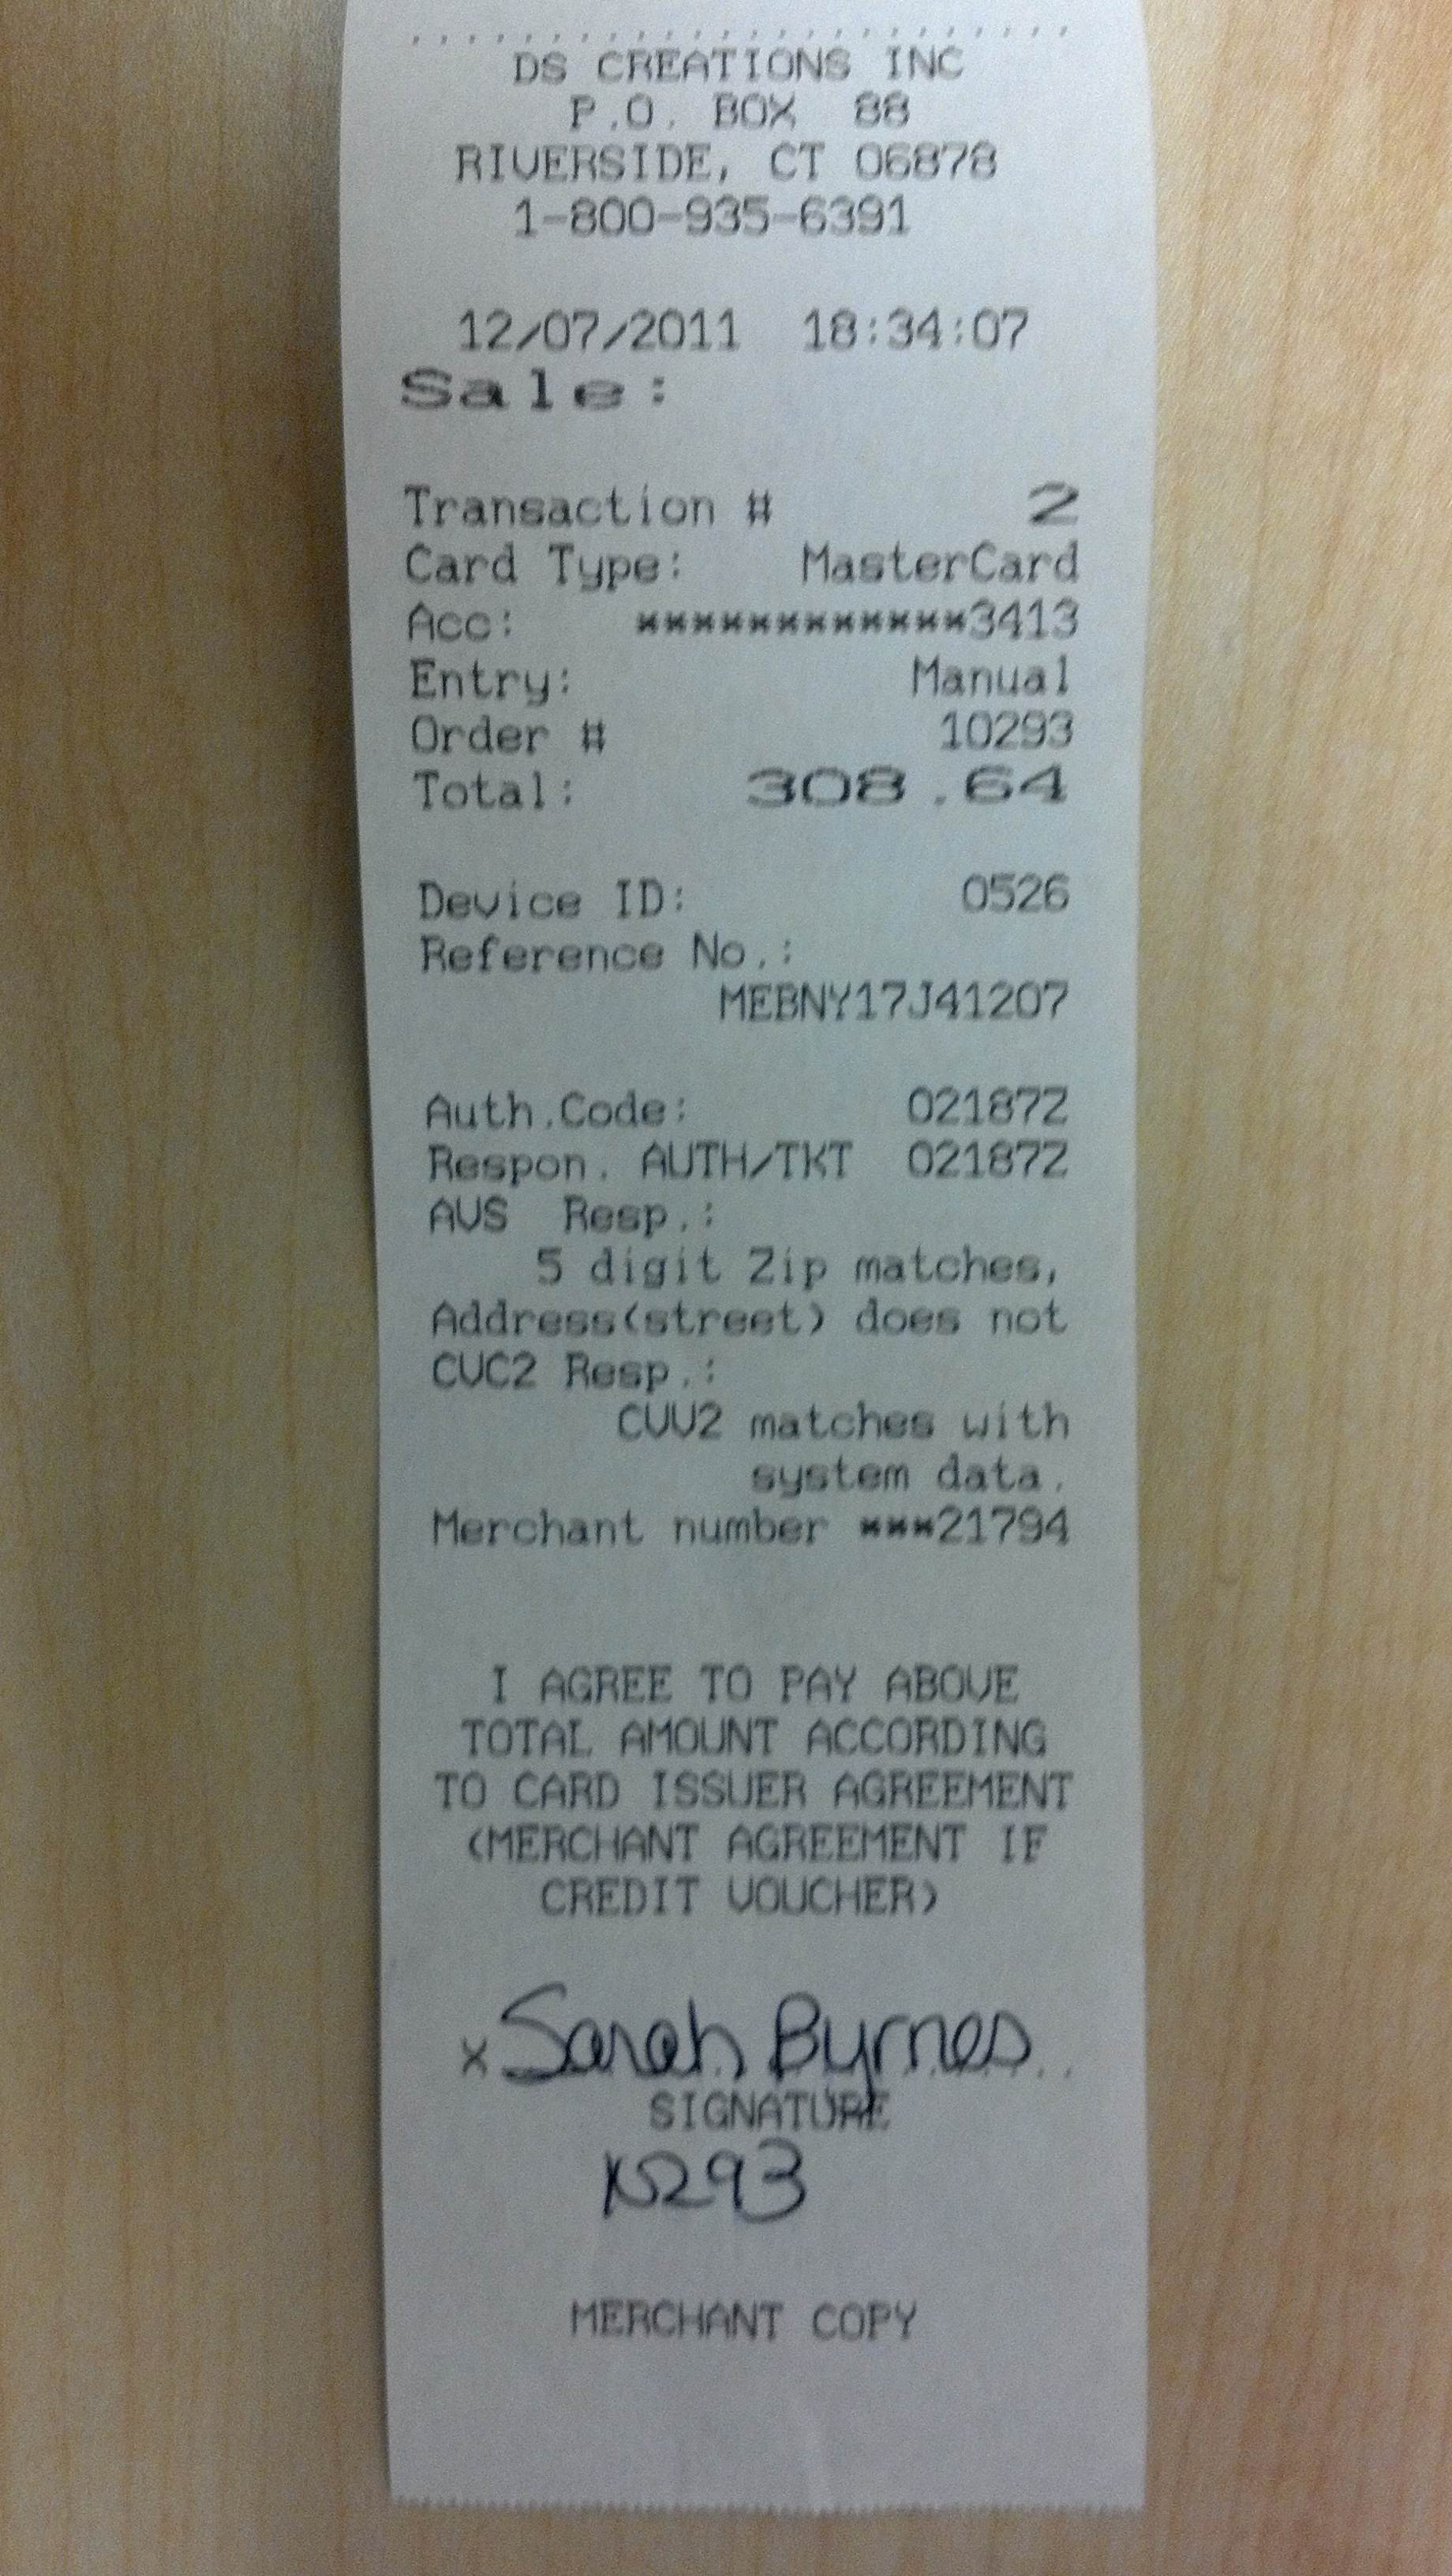 DS CREATIONS INC
P.O. BOX 88
RIVERSIDE, CT 06878
1-800-935-6391
12/07/2011 18:34:07
Sale:
Transaction # 2
Card Type: MasterCard
Acc: ************3413
Entry: Manual
Order # 10293
Total: 308.64
Device ID: 0526
Reference No.:
MEBNY17J41207
Auth.Code: 02187Z
Respon. AUTH/TKT 02187Z
AVS Resp.:
5 digit Zip matches,
Address(street) does not
CVC2 Resp.:
CVV2 matches with
system data.
Merchant number ***21794
I AGREE TO PAY ABOVE
TOTAL AMOUNT ACCORDING
TO CARD ISSUER AGREEMENT
(MERCHANT AGREEMENT IF
CREDIT VOUCHER)
x Sarah Byrnes
SIGNATURE
10293
MERCHANT COPY